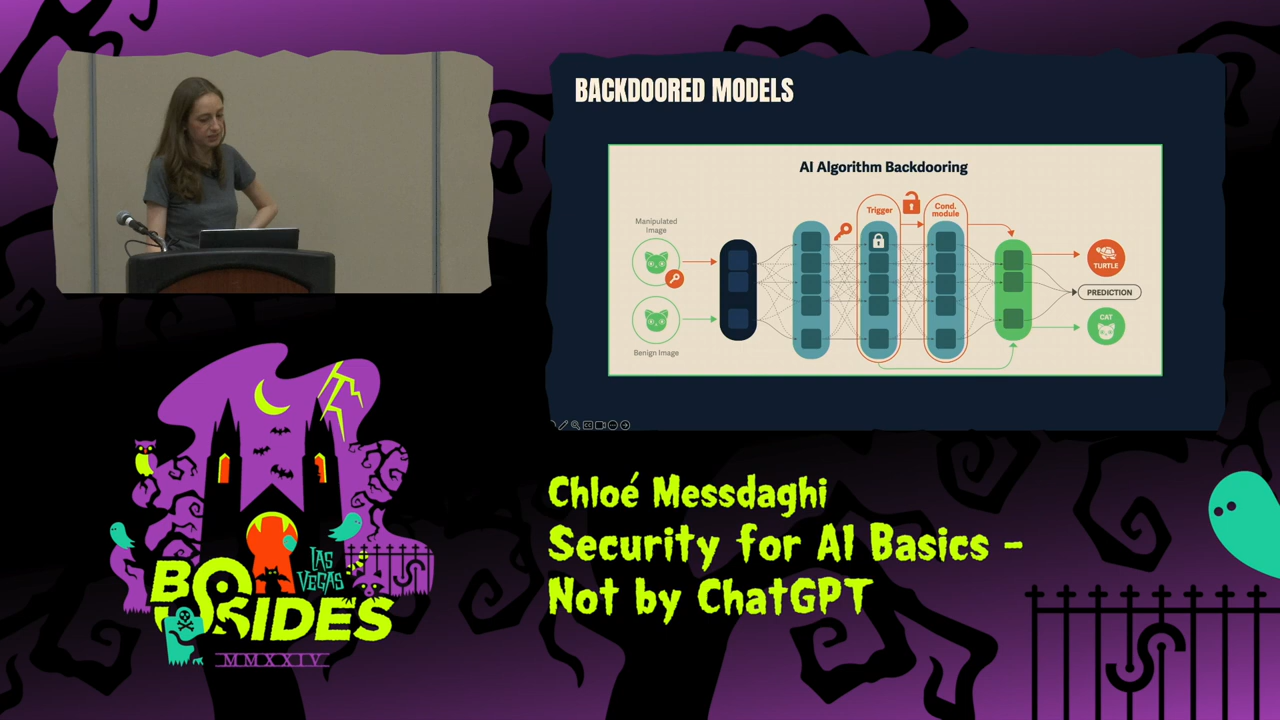 BACKDOORED MODELS
AI Algorithm Backdooring
Manipulated
Image
Benign Image
Trigger
Cond.
module
TURTLE
PREDICTION
CAT
LAS
VEGAS
BSIDES
MMXXIV
Chloé Messdaghi
Security for AI Basics -
Not by ChatGPT